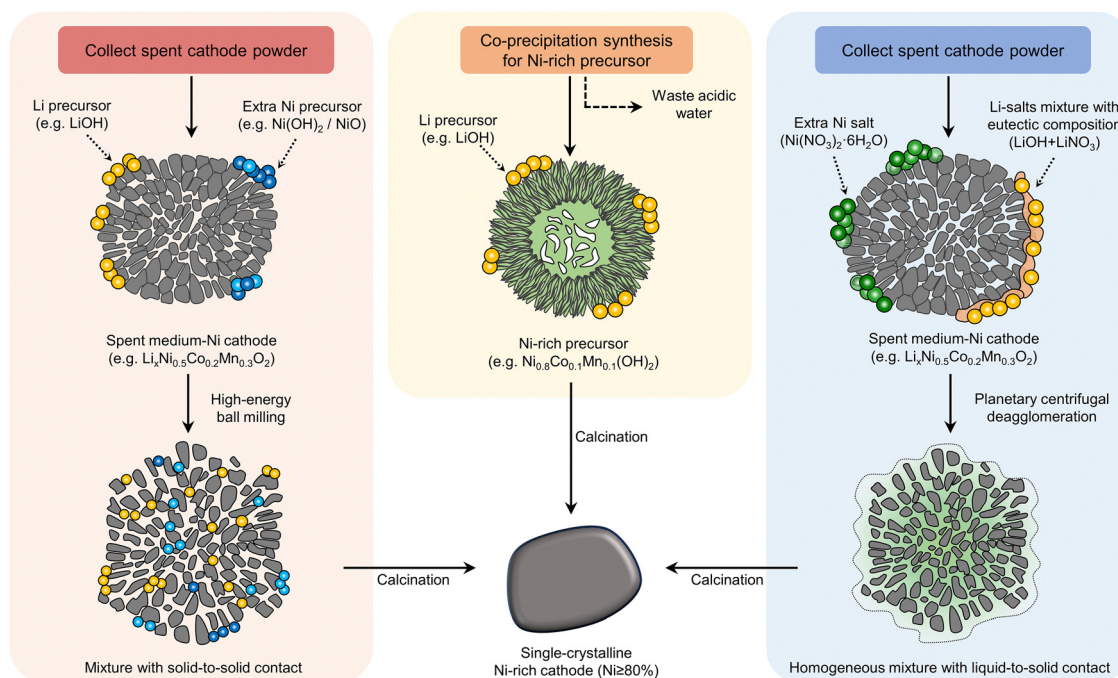 Collect spent cathode powder
Li precursor
(e.g. LiOH)
Extra Ni precursor
(e.g. Ni(OH)₂ / NiO)
Spent medium-Ni cathode
(e.g. LiₓNi₀.₅Co₀.₂Mn₀.₃O₂)
High-energy
ball milling
Mixture with solid-to-solid contact
Calcination
Co-precipitation synthesis
for Ni-rich precursor
Waste acidic
water
Li precursor
(e.g. LiOH)
Ni-rich precursor
(e.g. Ni₀.₈Co₀.₁Mn₀.₁(OH)₂)
Calcination
Single-crystalline
Ni-rich cathode (Ni≥80%)
Collect spent cathode powder
Extra Ni salt
(Ni(NO₃)₂·6H₂O)
Li-salts mixture with
eutectic composition
(LiOH+LiNO₃)
Spent medium-Ni cathode
(e.g. LiₓNi₀.₅Co₀.₂Mn₀.₃O₂)
Planetary centrifugal
deagglomeration
Calcination
Homogeneous mixture with liquid-to-solid contact